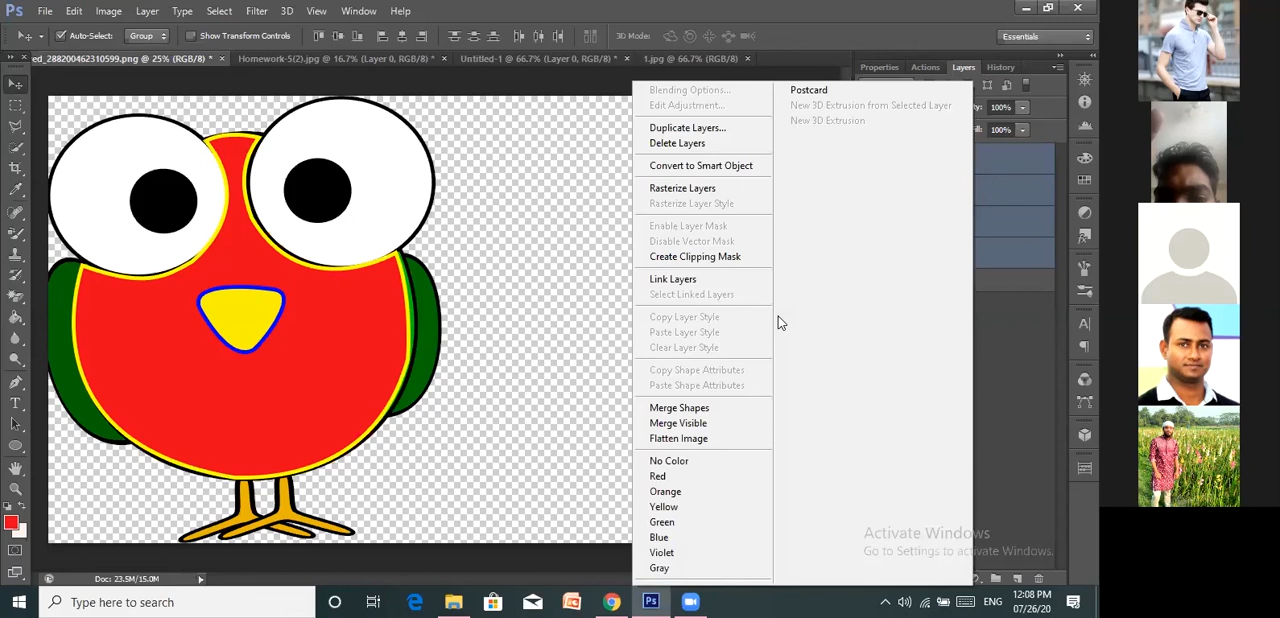 Ps File Edit Image Layer Type Select Filter 3D View Window Help
Auto-Select: Group Show Transform Controls 3D Mode: Essentials
ed_288200462310599.png @ 25% (RGB/8) * × Homework-5(2).jpg @ 16.7% (Layer 0, RGB/8) * × Untitled-1 @ 66.7% (Layer 0, RGB/8) * × 1.jpg @ 66.7% (RGB/8) ×
Properties Actions Layers History
100%
100%
Blending Options...
Edit Adjustment...
Duplicate Layers...
Delete Layers
Convert to Smart Object
Rasterize Layers
Rasterize Layer Style
Enable Layer Mask
Disable Vector Mask
Create Clipping Mask
Link Layers
Select Linked Layers
Copy Layer Style
Paste Layer Style
Clear Layer Style
Copy Shape Attributes
Paste Shape Attributes
Merge Shapes
Merge Visible
Flatten Image
No Color
Red
Orange
Yellow
Green
Blue
Violet
Gray
Postcard
New 3D Extrusion from Selected Layer
New 3D Extrusion
Activate Windows
Go to Settings to activate Windows.
Doc: 23.5M/15.0M
Type here to search
Ps
ENG
12:08 PM
07/26/20